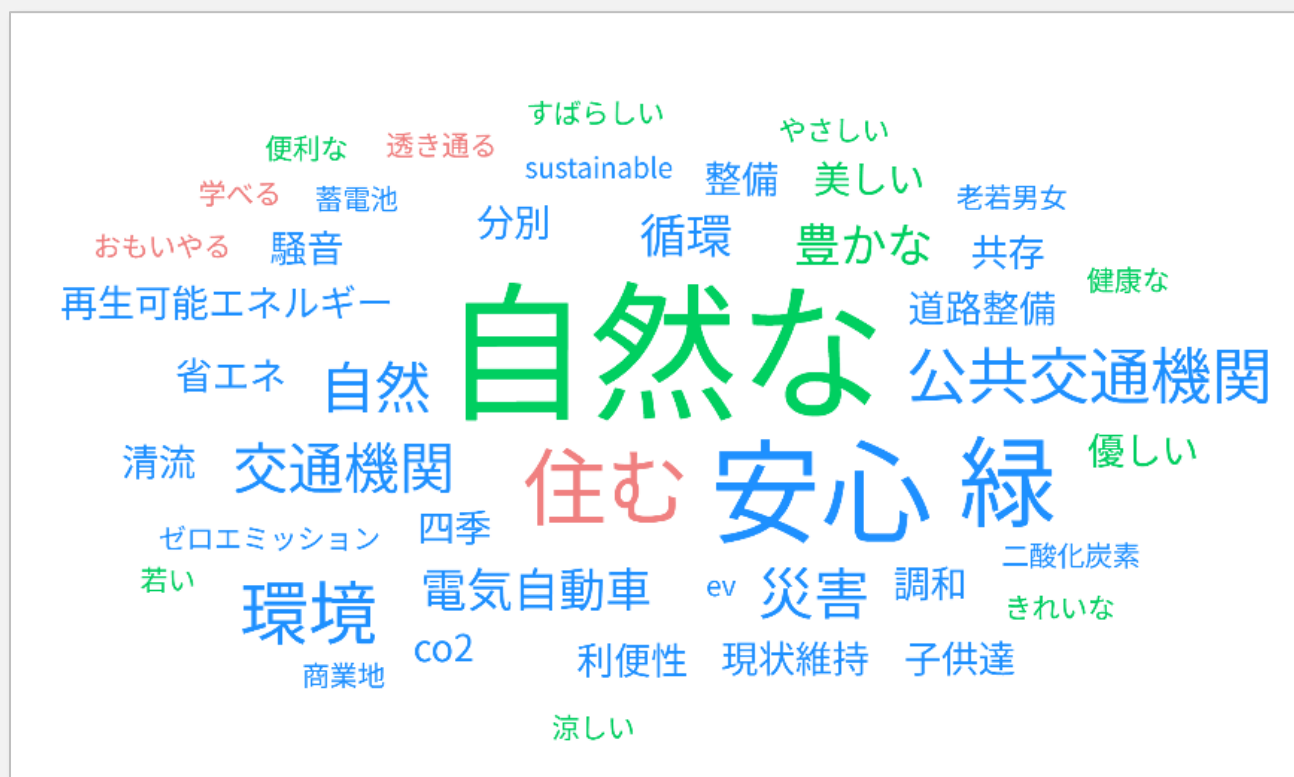 すばらしい
やさしい
便利な
透き通る
sustainable
整備
美しい
学べる
蓄電池
老若男女
分別
循環
おもいやる
騒音
豊かな
共存
健康な
再生可能エネルギー
自然な
道路整備
省エネ
自然
公共交通機関
清流
交通機関
住む
安心
緑
優しい
ゼロエミッション
四季
二酸化炭素
若い
環境
電気自動車
ev
災害
調和
きれいな
co2
商業地
利便性
現状維持
子供達
涼しい